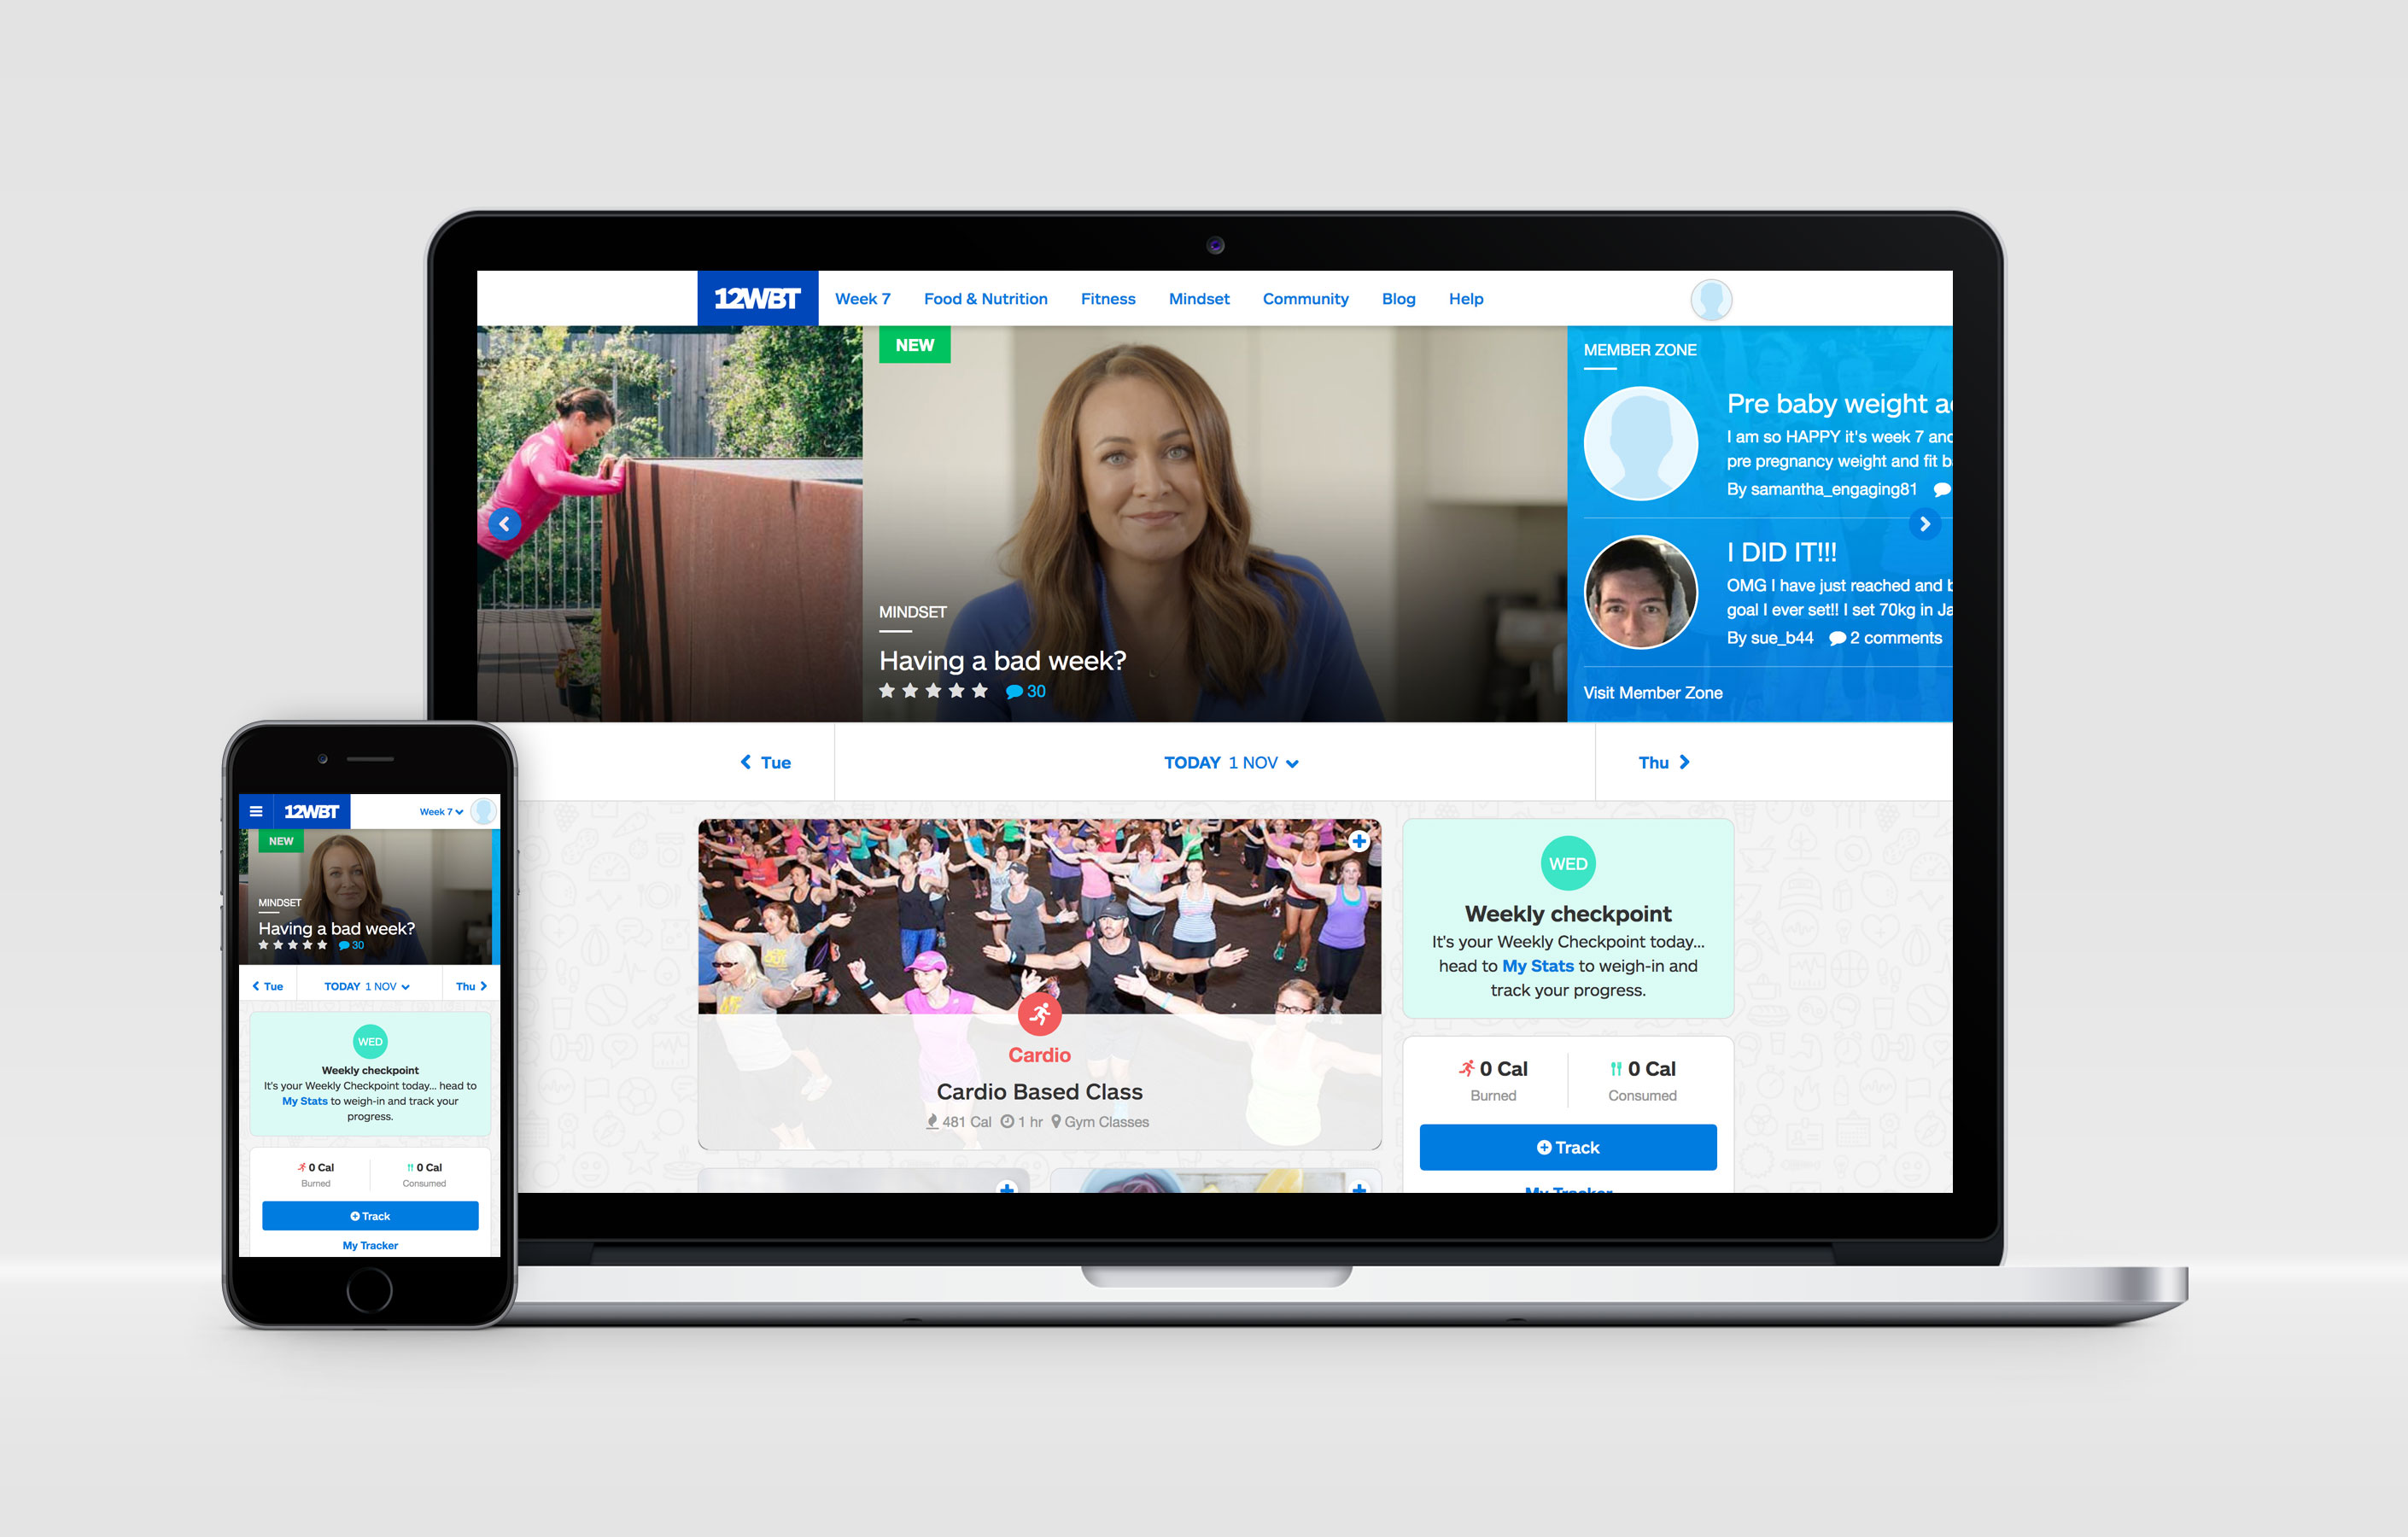 12WBT
Week 7
Food & Nutrition
Fitness
Mindset
Community
Blog
Help
NEW
MINDSET
Having a bad week?
30
MEMBER ZONE
Pre baby weight
I am so HAPPY it's week 7 and
pre pregnancy weight and fit
By samantha_engaging81
I DID IT!!!
OMG I have just reached and
goal I ever set!! I set 70kg in
By sue_b44 2 comments
Visit Member Zone
Tue
TODAY 1 NOV
Thu
Cardio
Cardio Based Class
481 Cal 1 hr Gym Classes
WED
Weekly checkpoint
It's your Weekly Checkpoint today...
head to My Stats to weigh-in and
track your progress.
0 Cal
Burned
0 Cal
Consumed
Track
My Tracker
12WBT
Week 7
NEW
MINDSET
Having a bad week?
30
Tue
TODAY 1 NOV
Thu
WED
Weekly checkpoint
It's your Weekly Checkpoint today... head to
My Stats to weigh-in and track your
progress.
0 Cal
Burned
0 Cal
Consumed
Track
My Tracker